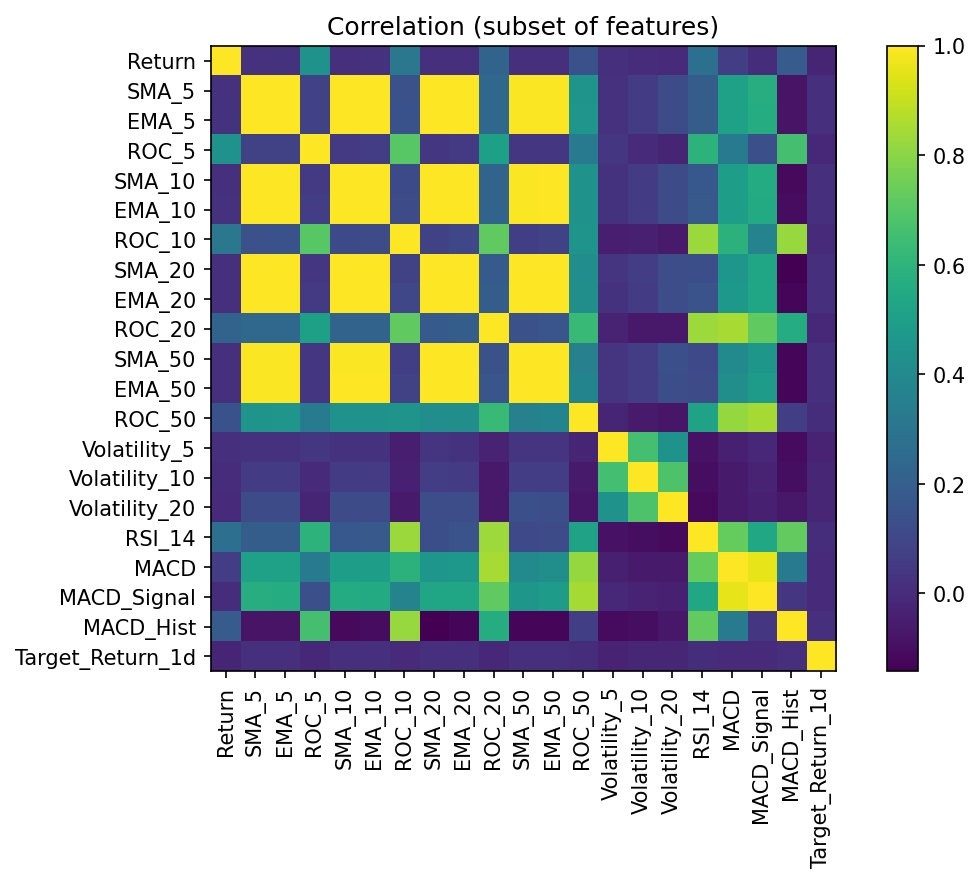 Correlation (subset of features)
Return
SMA_5
EMA_5
ROC_5
SMA_10
EMA_10
ROC_10
SMA_20
EMA_20
ROC_20
SMA_50
EMA_50
ROC_50
Volatility_5
Volatility_10
Volatility_20
RSI_14
MACD
MACD_Signal
MACD_Hist
Target_Return_1d
Return
SMA_5
EMA_5
ROC_5
SMA_10
EMA_10
ROC_10
SMA_20
EMA_20
ROC_20
SMA_50
EMA_50
ROC_50
Volatility_5
Volatility_10
Volatility_20
RSI_14
MACD
MACD_Signal
MACD_Hist
Target_Return_1d
1.0
0.8
0.6
0.4
0.2
0.0